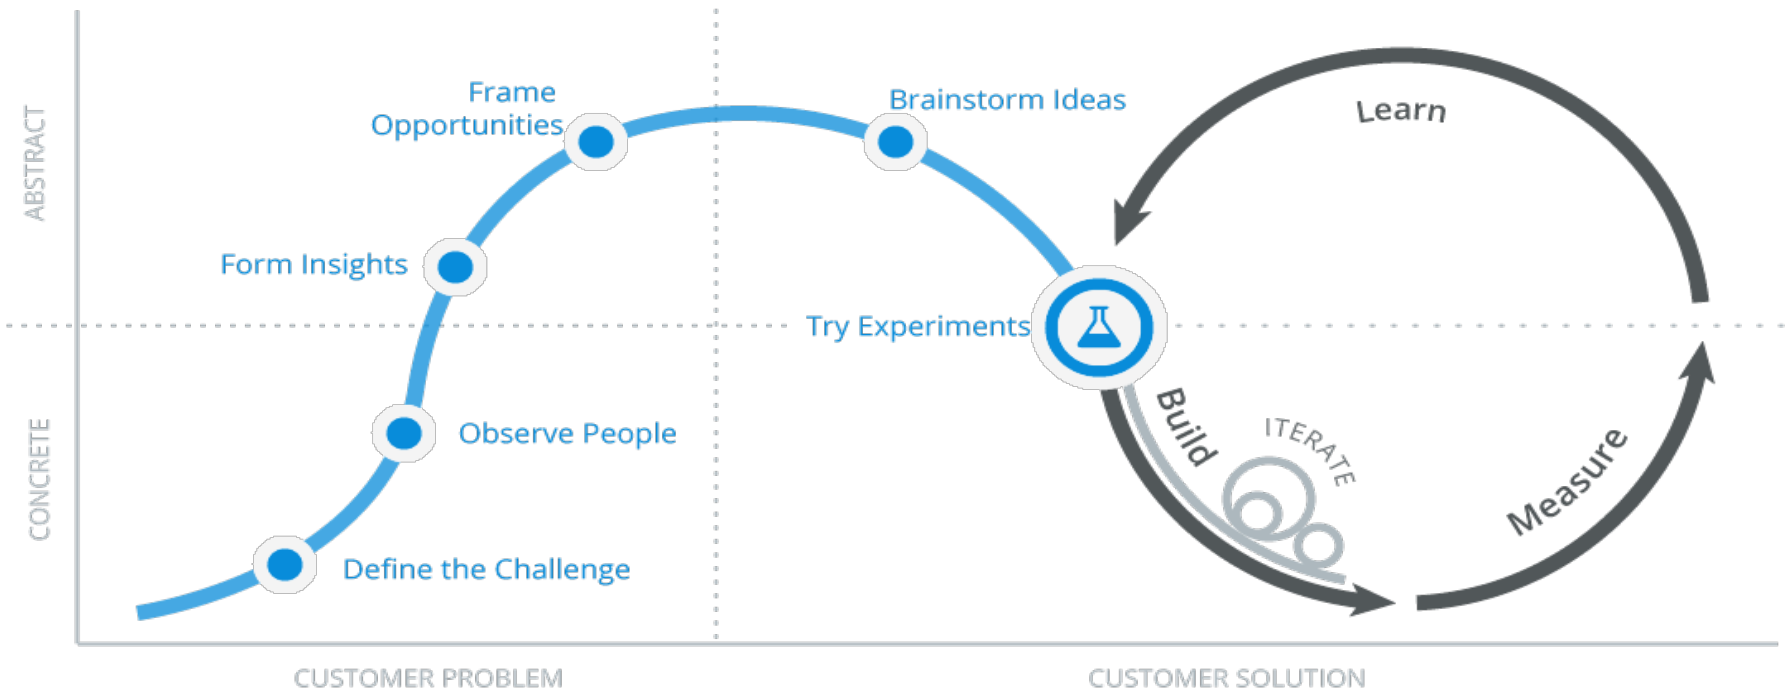 ABSTRACT
CONCRETE
Frame
Opportunities
Brainstorm Ideas
Form Insights
Try Experiments
Observe People
Define the Challenge
Learn
Build
ITERATE
Measure
CUSTOMER PROBLEM
CUSTOMER SOLUTION